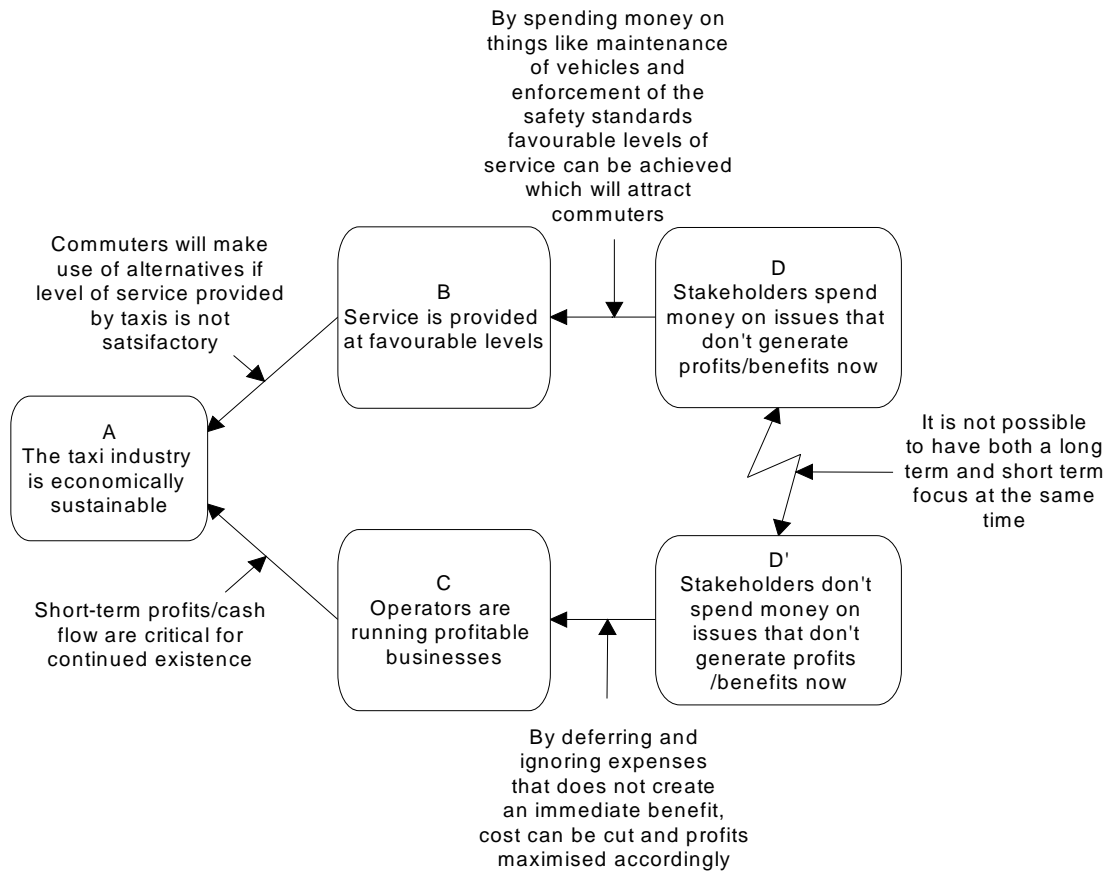 By spending money on
things like maintenance
of vehicles and
enforcement of the
safety standards
favourable levels of
service can be achieved
which will attract
commuters
Commuters will make
use of alternatives if
level of service provided
by taxis is not
satsifactory
B
Service is provided
at favourable levels
D
Stakeholders spend
money on issues that
don't generate
profits/benefits now
A
The taxi industry
is economically
sustainable
It is not possible
to have both a long
term and short term
focus at the same
time
Short-term profits/cash
flow are critical for
continued existence
C
Operators are
running profitable
businesses
D'
Stakeholders don't
spend money on
issues that don't
generate profits
/benefits now
By deferring and
ignoring expenses
that does not create
an immediate benefit,
cost can be cut and profits
maximised accordingly